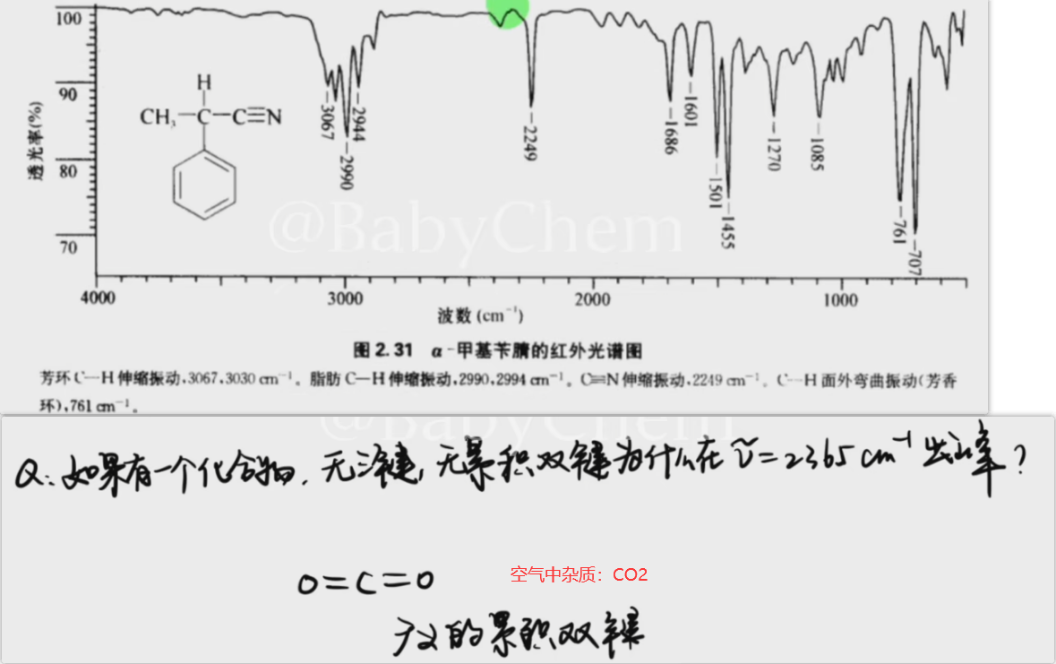 100
90
80
70
透光率(%)
H
CH₃—C—C≡N
—3067
—2990
—2944
—2249
—1686
—1601
—1501
—1455
—1270
—1085
—761
—707
@BabyChem
4000 3000 2000 1000
波数 (cm⁻¹)
图 2.31 α-甲基苄腈的红外光谱图
芳环 C—H 伸缩振动,3067,3030 cm⁻¹。脂肪 C—H 伸缩振动,2990,2994 cm⁻¹。C≡N 伸缩振动,2249 cm⁻¹。C—H 面外弯曲振动(芳香
环),761 cm⁻¹。
@BabyChem
Q: 如果有一个化合物, 无三键, 无累积双键为什么在 ṽ=2365 cm⁻¹ 出峰?
O=C=O 空气中杂质：CO2
广义的累积双键